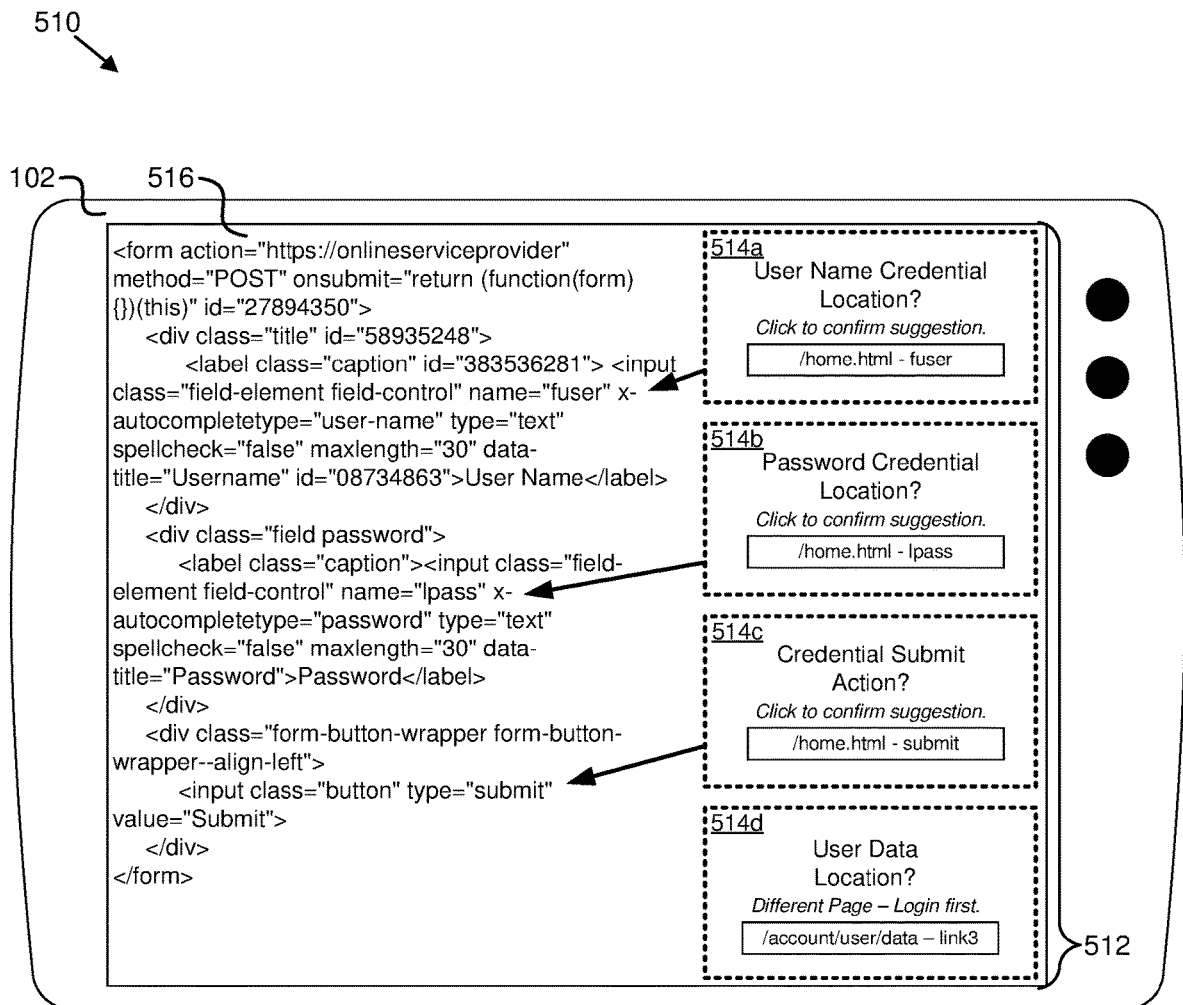 510
102
516
<form action="https://onlineserviceprovider"
method="POST" onsubmit="return (function(form)
{})(this)" id="27894350">
<div class="title" id="58935248">
<label class="caption" id="383536281"> <input
class="field-element field-control" name="fuser" x-
autocompletetype="user-name" type="text"
spellcheck="false" maxlength="30" data-
title="Username" id="08734863">User Name</label>
</div>
<div class="field password">
<label class="caption"><input class="field-
element field-control" name="lpass" x-
autocompletetype="password" type="text"
spellcheck="false" maxlength="30" data-
title="Password">Password</label>
</div>
<div class="form-button-wrapper form-button-
wrapper--align-left">
<input class="button" type="submit"
value="Submit">
</div>
</form>
514a
User Name Credential
Location?
Click to confirm suggestion.
/home.html - fuser
514b
Password Credential
Location?
Click to confirm suggestion.
/home.html - lpass
514c
Credential Submit
Action?
Click to confirm suggestion.
/home.html - submit
514d
User Data
Location?
Different Page – Login first.
/account/user/data – link3
512